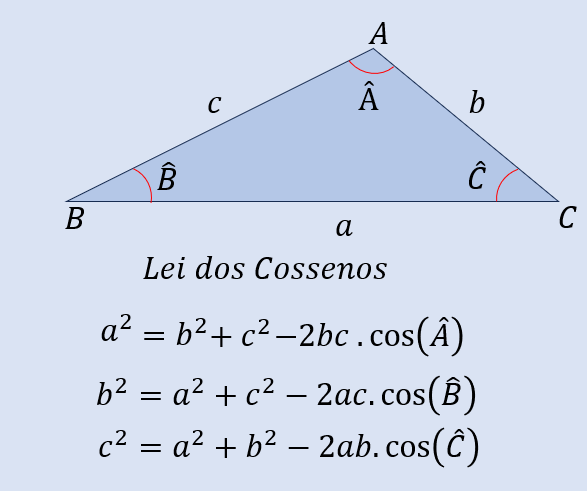 A
c
Â
b
B̂
Ĉ
B
C
a
Lei dos Cossenos
a² = b² + c² − 2bc . cos(Â)
b² = a² + c² − 2ac. cos(B̂)
c² = a² + b² − 2ab. cos(Ĉ)